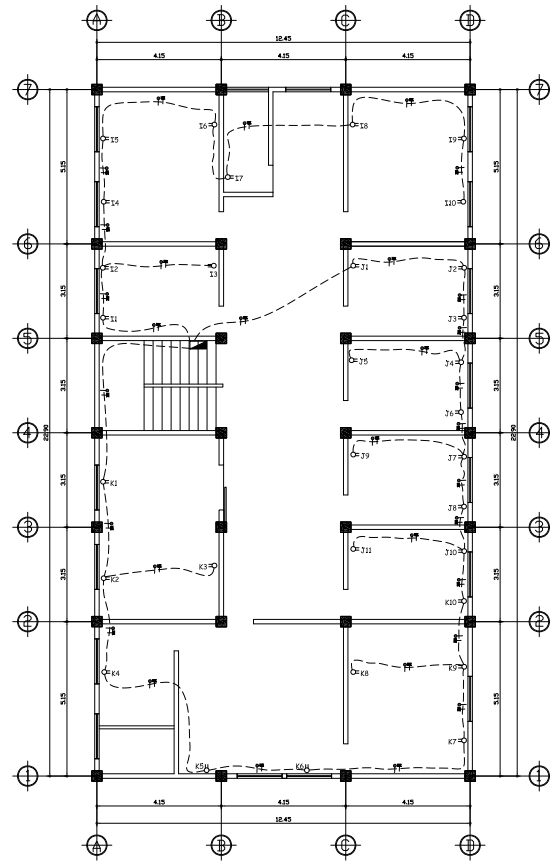 A B C D
12.45
4.15 4.15 4.15
7 7
I5 I6 I8 I9
5.15 5.15
I7
I4 I10
6 6
I2 I3 J1 J2
3.15 3.15
I1 J3
5 5
J5 J4
3.15 3.15
J6
4 4
22.90 22.90
J9 J7
3.15 3.15
K1
J8
3 3
J11 J10
K3
3.15 3.15
K2
K10
2 2
K4 K8 K9
5.15 5.15
K7
K5 K6
1 1
4.15 4.15 4.15
12.45
A B C D